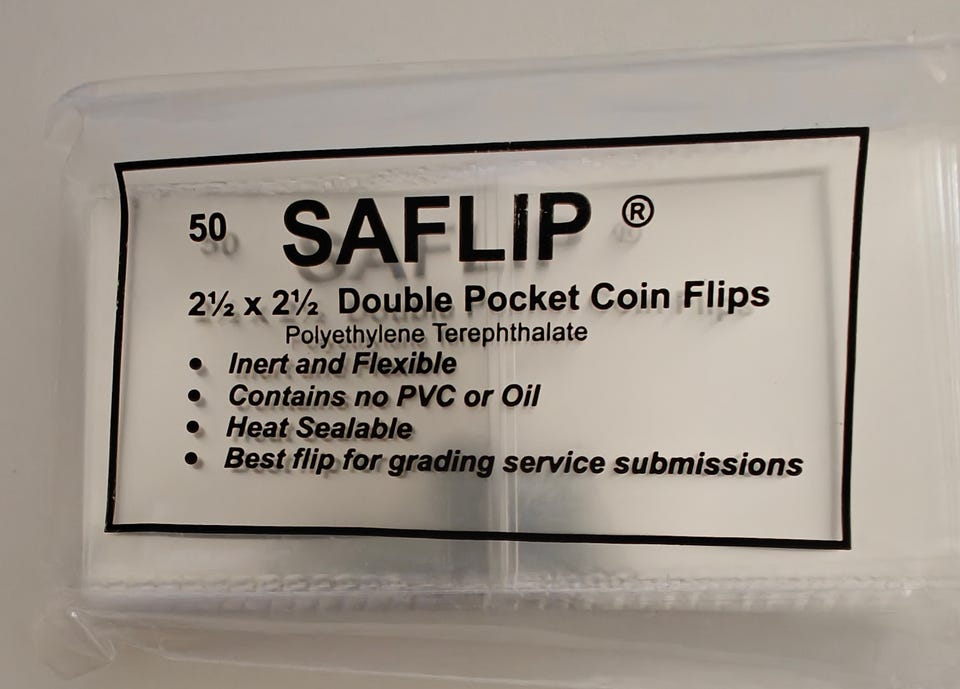 50 SAFLIP ®
2½ x 2½ Double Pocket Coin Flips
Polyethylene Terephthalate
• Inert and Flexible
• Contains no PVC or Oil
• Heat Sealable
• Best flip for grading service submissions